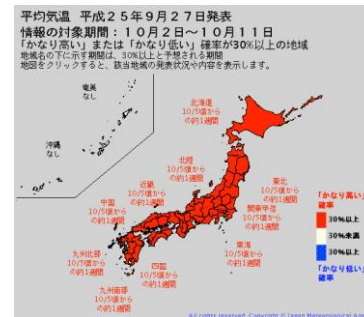 平均気温 平成２５年９月２７日発表
情報の対象期間：１０月２日～１０月１１日
「かなり高い」または「かなり低い」確率が30%以上の地域
地域名の下に示す期間は、30%以上と予想される期間
地図をクリックすると、該当地域の発表状況や内容を表示します。
奄美
なし
沖縄
なし
北海道
10/5頃から
の約1週間
北陸
10/5頃から
の約1週間
近畿
10/5頃から
の約1週間
中国
10/5頃から
の約1週間
東北
10/5頃から
の約1週間
関東甲信
10/5頃から
の約1週間
九州北部
10/5頃から
の約1週間
四国
10/5頃から
の約1週間
東海
10/5頃から
の約1週間
九州南部
10/5頃から
の約1週間
「かなり高い」
確率
30%以上
30%未満
30%以上
「かなり低い」
確率
All rights reserved. Copyright © Japan Meteorological Agency